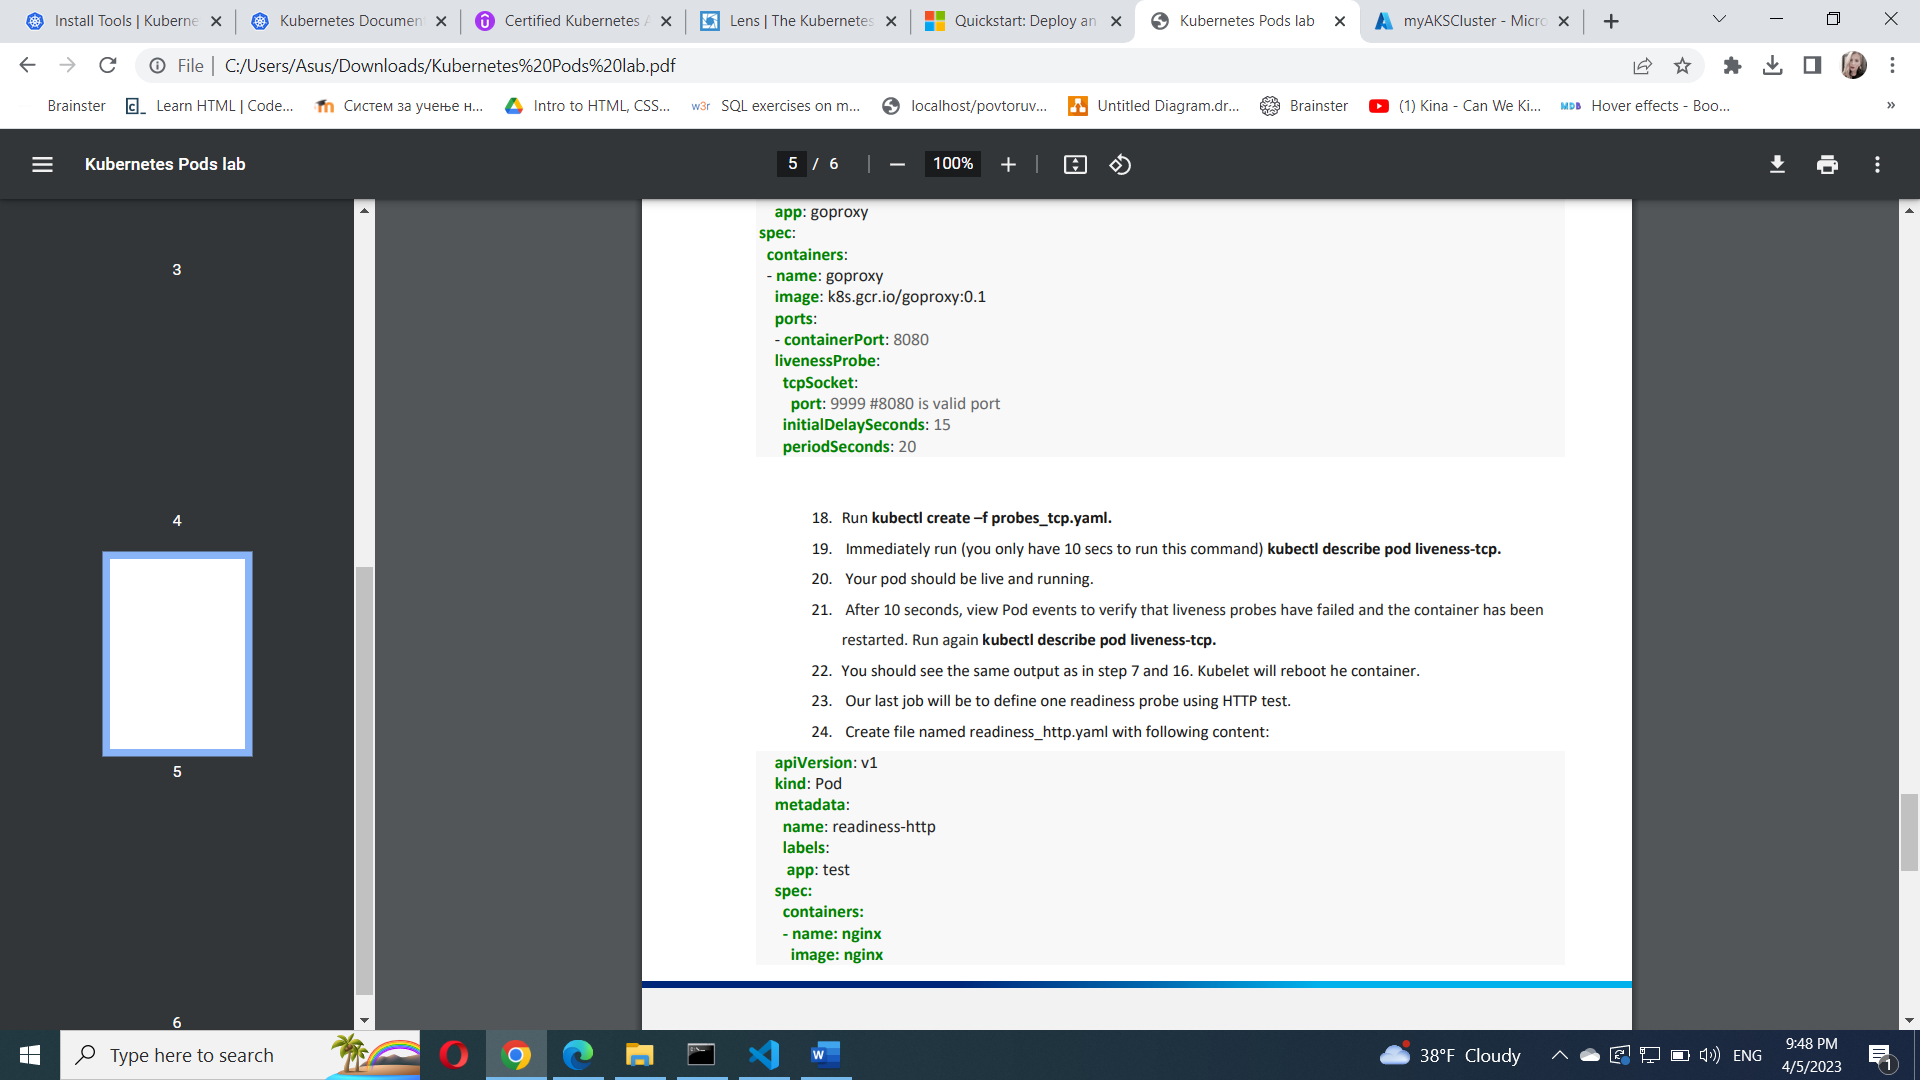 Install Tools | Kuberne
Kubernetes Documen
Certified Kubernetes A
Lens | The Kubernetes
Quickstart: Deploy an
Kubernetes Pods lab
myAKSCluster - Micro
File | C:/Users/Asus/Downloads/Kubernetes%20Pods%20lab.pdf
Brainster
Learn HTML | Code...
Систем за учење н...
Intro to HTML, CSS...
w3r SQL exercises on m...
localhost/povtoruv...
Untitled Diagram.dr...
Brainster
(1) Kina - Can We Ki...
MDB Hover effects - Boo...
»
Kubernetes Pods lab
5 / 6
100%
3
4
5
6
app: goproxy
spec:
containers:
- name: goproxy
image: k8s.gcr.io/goproxy:0.1
ports:
- containerPort: 8080
livenessProbe:
tcpSocket:
port: 9999 #8080 is valid port
initialDelaySeconds: 15
periodSeconds: 20
18. Run kubectl create –f probes_tcp.yaml.
19. Immediately run (you only have 10 secs to run this command) kubectl describe pod liveness-tcp.
20. Your pod should be live and running.
21. After 10 seconds, view Pod events to verify that liveness probes have failed and the container has been
restarted. Run again kubectl describe pod liveness-tcp.
22. You should see the same output as in step 7 and 16. Kubelet will reboot he container.
23. Our last job will be to define one readiness probe using HTTP test.
24. Create file named readiness_http.yaml with following content:
apiVersion: v1
kind: Pod
metadata:
name: readiness-http
labels:
app: test
spec:
containers:
- name: nginx
image: nginx
Type here to search
38°F Cloudy
ENG
9:48 PM
4/5/2023
1